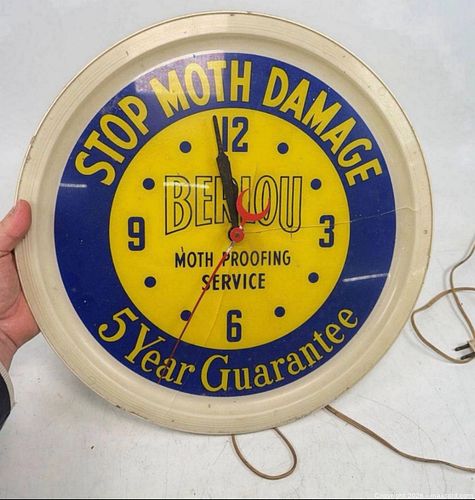 STOP MOTH DAMAGE
12
BERLOU
9
3
MOTH PROOFING
SERVICE
6
5 Year Guarantee